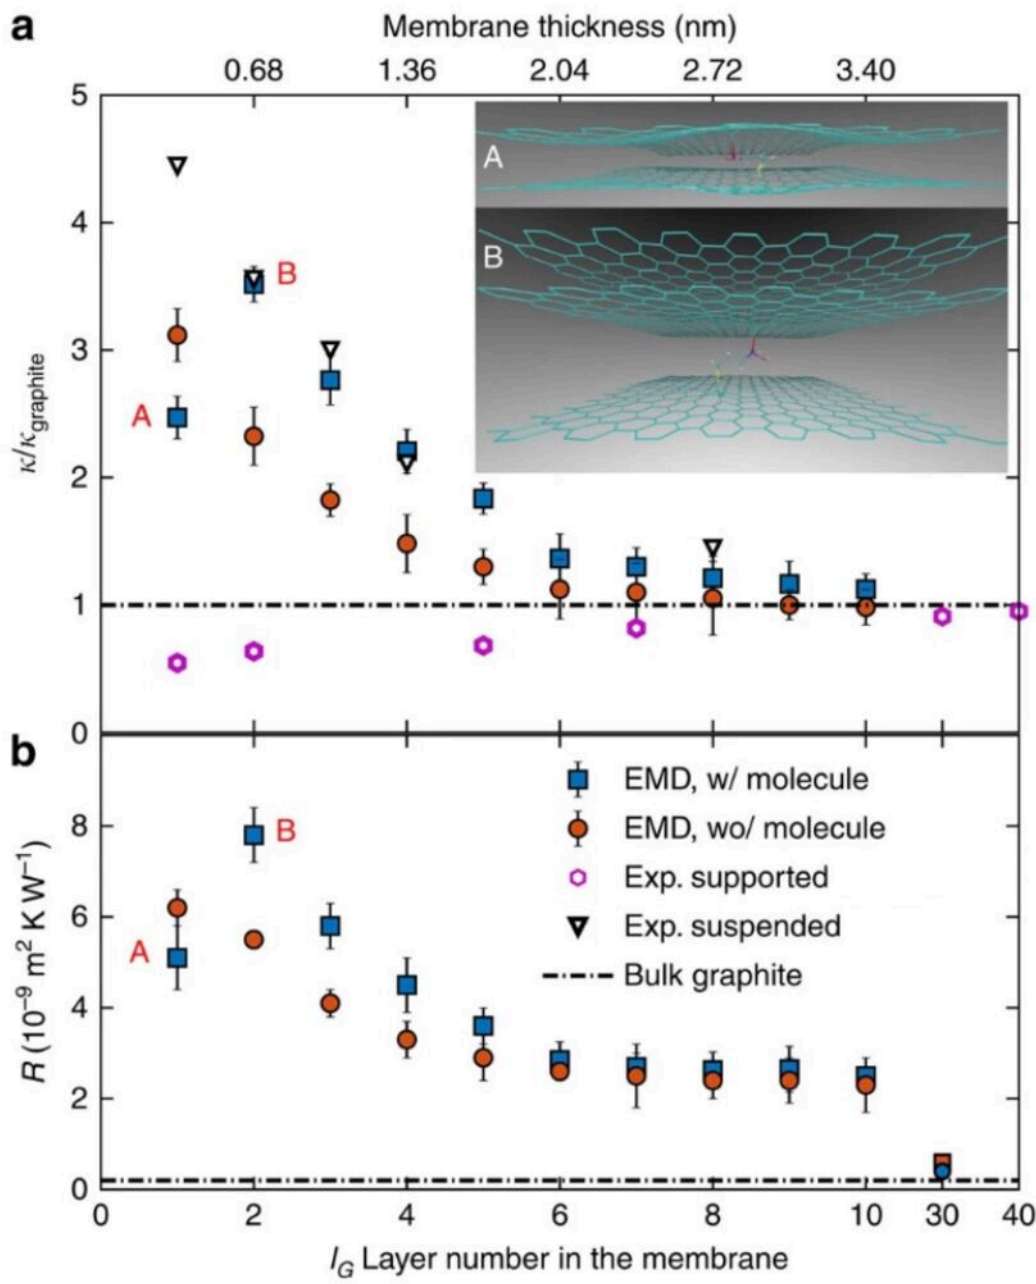 a
Membrane thickness (nm)
0.68 1.36 2.04 2.72 3.40
5
4
3
2
1
0
κ/κgraphite
A
B
A
B
b
8
6
4
2
0
R (10⁻⁹ m² K W⁻¹)
A
B
EMD, w/ molecule
EMD, wo/ molecule
Exp. supported
Exp. suspended
Bulk graphite
0 2 4 6 8 10 30 40
lG Layer number in the membrane